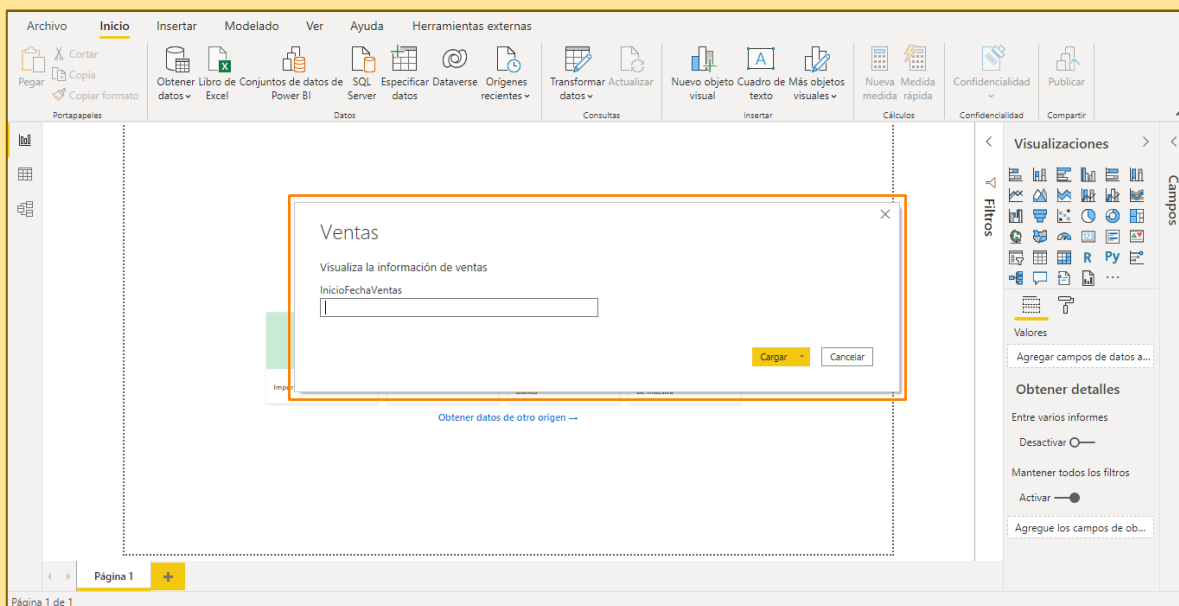 Archivo Inicio Insertar Modelado Ver Ayuda Herramientas externas
Pegar
Cortar
Copia
Copiar formato
Portapapeles
Obtener datos
Libro de Excel
Conjuntos de datos de Power BI
SQL Server
Especificar datos
Dataverse
Orígenes recientes
Datos
Transformar datos
Actualizar
Consultas
Nuevo objeto visual
A
Cuadro de texto
Más objetos visuales
Insertar
Nueva medida
Medida rápida
Cálculos
Confidencialidad
Confidencialidad
Publicar
Compartir
Ventas
Visualiza la información de ventas
InicioFechaVentas
Cargar
Cancelar
Obtener datos de otro origen →
Filtros
Visualizaciones
123
R
Py
Valores
Agregar campos de datos a...
Obtener detalles
Entre varios informes
Desactivar
Mantener todos los filtros
Activar
Agregue los campos de ob...
Campos
Página 1
Página 1 de 1